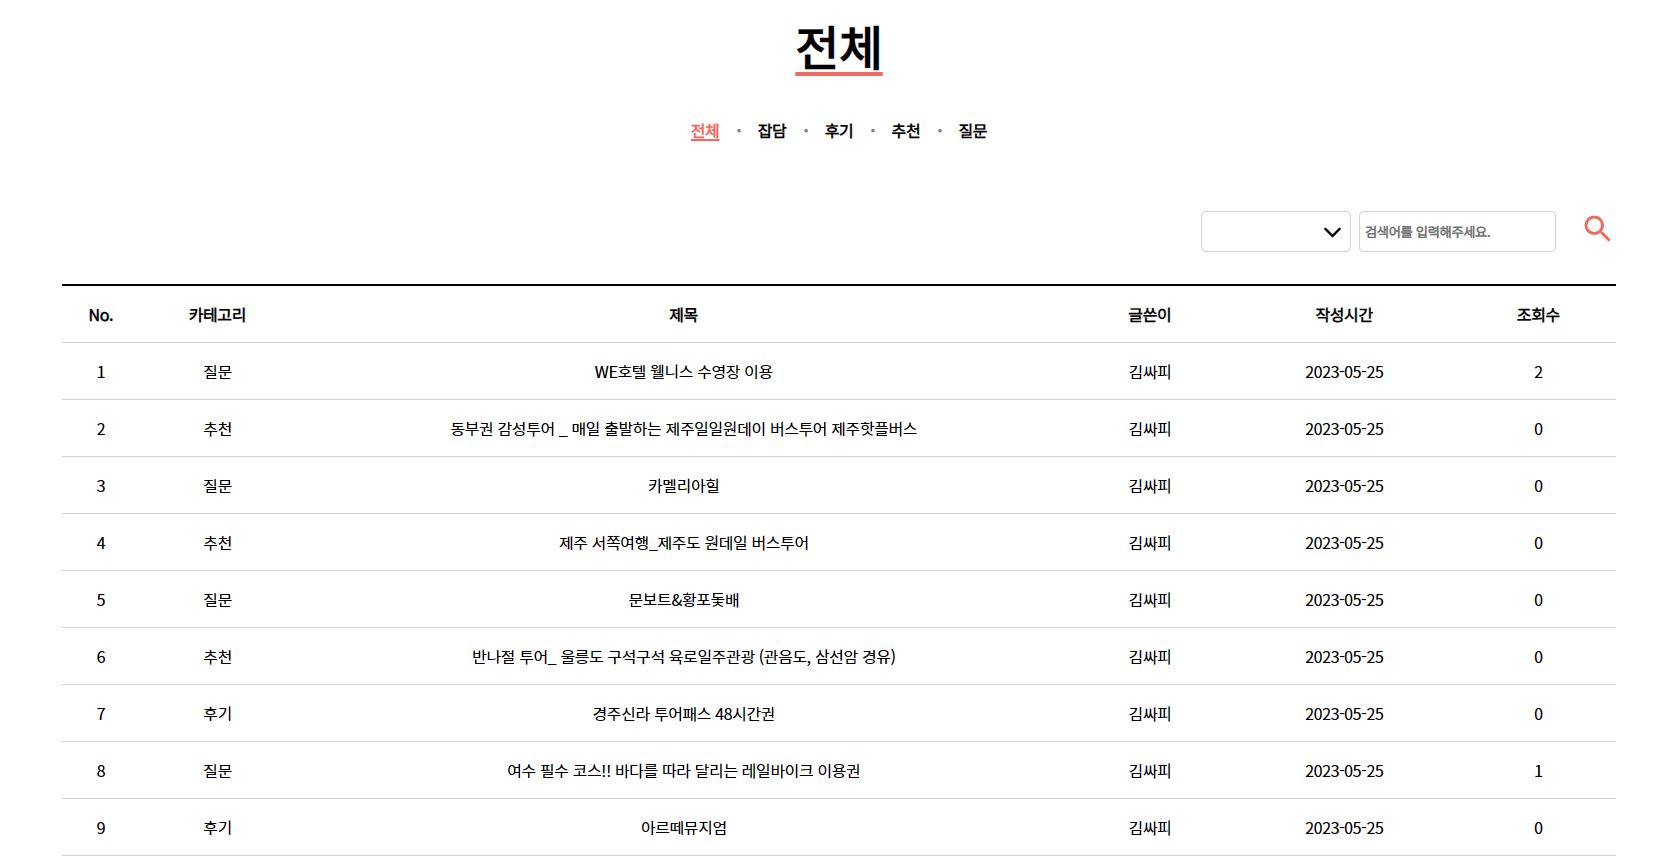 전체
전체 • 잡담 • 후기 • 추천 • 질문
검색어를 입력해주세요.
No. 카테고리 제목 글쓴이 작성시간 조회수
1 질문 WE호텔 웰니스 수영장 이용 김싸피 2023-05-25 2
2 추천 동부권 감성투어 _ 매일 출발하는 제주일일원데이 버스투어 제주핫플버스 김싸피 2023-05-25 0
3 질문 카멜리아힐 김싸피 2023-05-25 0
4 추천 제주 서쪽여행_제주도 원데일 버스투어 김싸피 2023-05-25 0
5 질문 문보트&황포돛배 김싸피 2023-05-25 0
6 추천 반나절 투어_ 울릉도 구석구석 육로일주관광 (관음도, 삼선암 경유) 김싸피 2023-05-25 0
7 후기 경주신라 투어패스 48시간권 김싸피 2023-05-25 0
8 질문 여수 필수 코스!! 바다를 따라 달리는 레일바이크 이용권 김싸피 2023-05-25 1
9 후기 아르떼뮤지엄 김싸피 2023-05-25 0